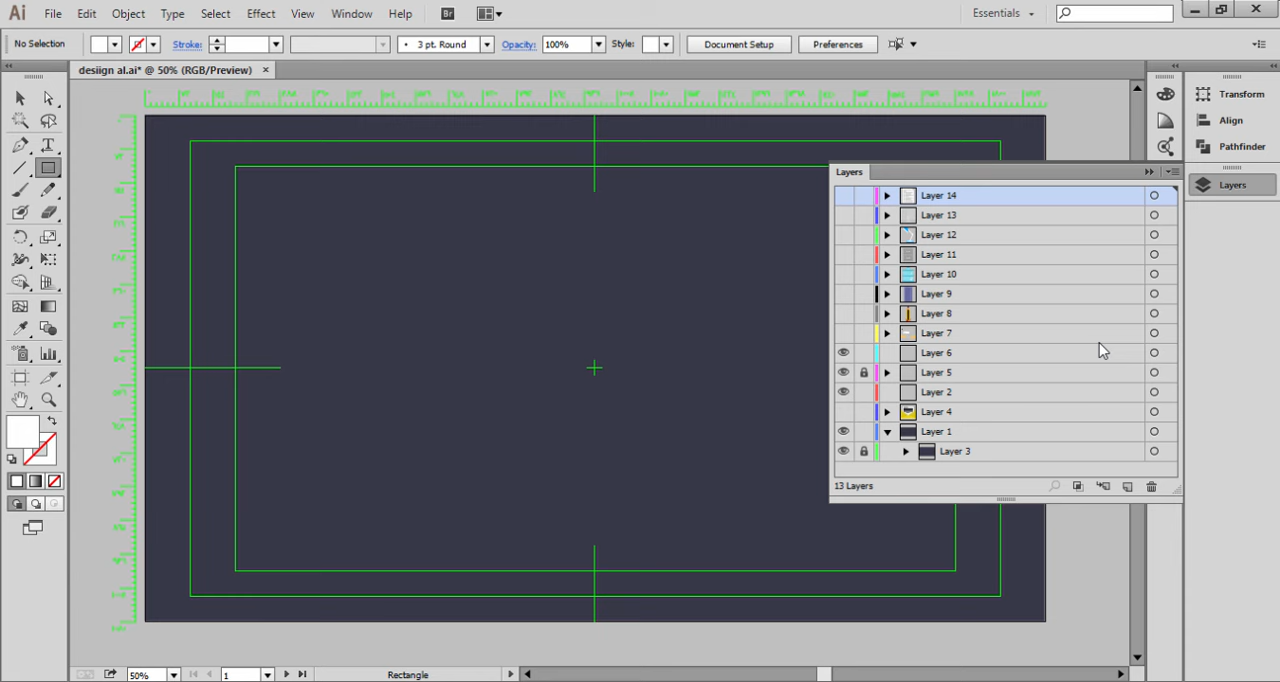 Ai File Edit Object Type Select Effect View Window Help Br Essentials
No Selection Stroke: 3 pt. Round Opacity: 100% Style: Document Setup Preferences
desiign al.ai* @ 50% (RGB/Preview) ×
Transform
Align
Pathfinder
Layers
Layers
Layer 14
Layer 13
Layer 12
Layer 11
Layer 10
Layer 9
Layer 8
Layer 7
Layer 6
Layer 5
Layer 2
Layer 4
Layer 1
Layer 3
13 Layers
50% 1 Rectangle